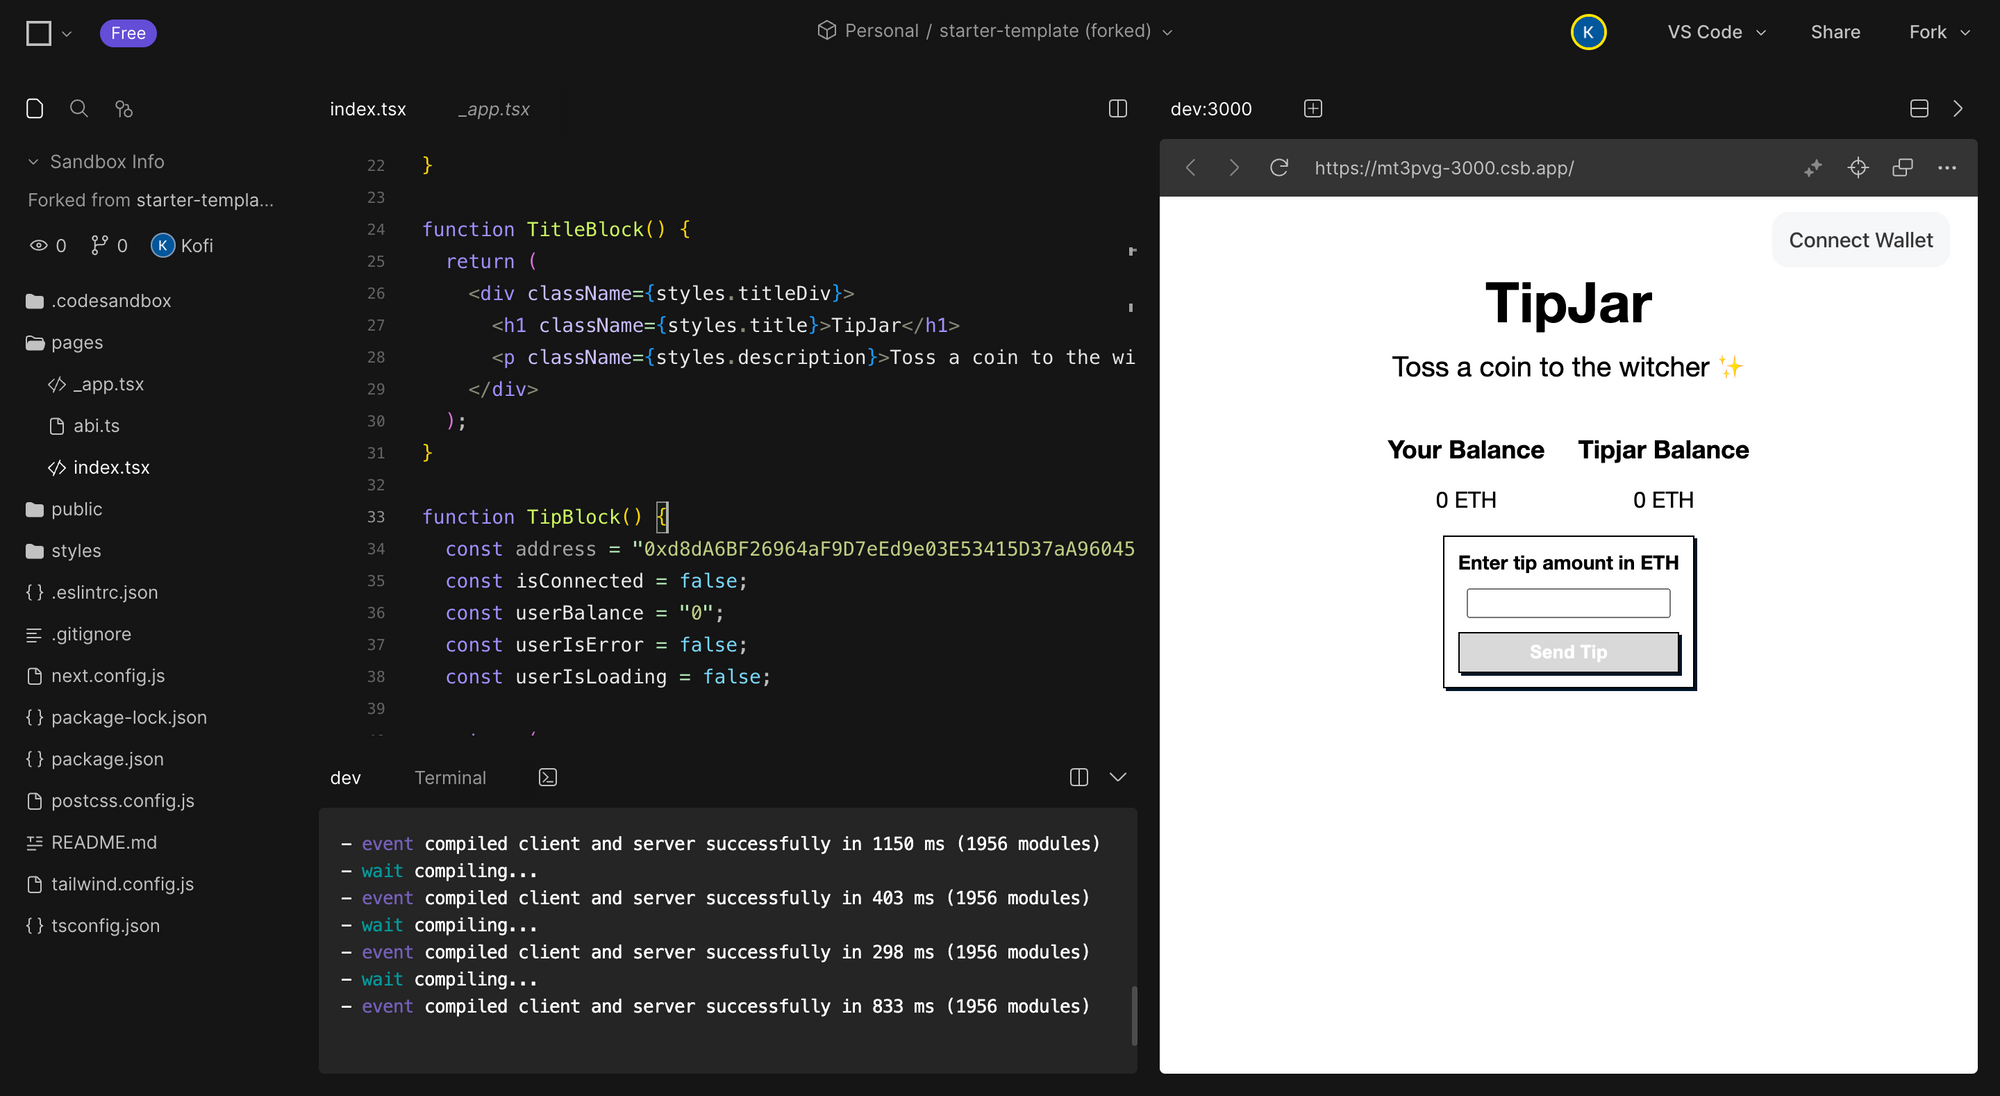 Free
Personal / starter-template (forked)
K
VS Code
Share
Fork
Sandbox Info
Forked from starter-templa...
0
0
K
Kofi
.codesandbox
pages
_app.tsx
abi.ts
index.tsx
public
styles
{} .eslintrc.json
.gitignore
next.config.js
{} package-lock.json
{} package.json
postcss.config.js
README.md
tailwind.config.js
{} tsconfig.json
index.tsx
_app.tsx
22 }
23
24 function TitleBlock() {
25 return (
26 <div className={styles.titleDiv}>
27 <h1 className={styles.title}>TipJar</h1>
28 <p className={styles.description}>Toss a coin to the wi
29 </div>
30 );
31 }
32
33 function TipBlock() {
34 const address = "0xd8dA6BF26964aF9D7eEd9e03E53415D37aA96045
35 const isConnected = false;
36 const userBalance = "0";
37 const userIsError = false;
38 const userIsLoading = false;
39
dev
Terminal
– event compiled client and server successfully in 1150 ms (1956 modules)
– wait compiling...
– event compiled client and server successfully in 403 ms (1956 modules)
– wait compiling...
– event compiled client and server successfully in 298 ms (1956 modules)
– wait compiling...
– event compiled client and server successfully in 833 ms (1956 modules)
dev:3000
https://mt3pvg-3000.csb.app/
Connect Wallet
TipJar
Toss a coin to the witcher ✨
Your Balance
Tipjar Balance
0 ETH
0 ETH
Enter tip amount in ETH
Send Tip